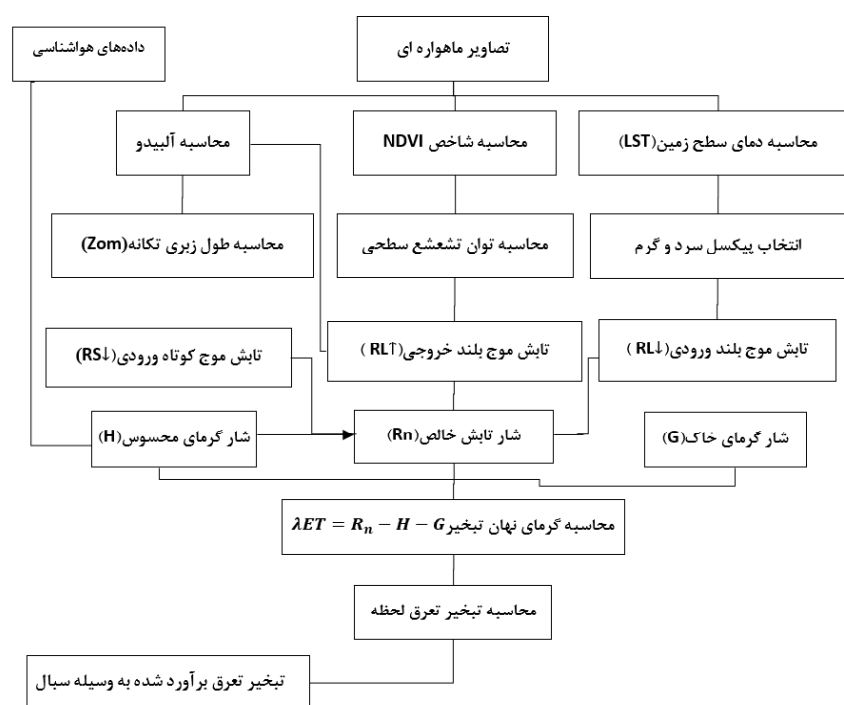 تصاویر ماهواره ای
داده‌های هواشناسی
محاسبه دمای سطح زمین(LST)
محاسبه شاخص NDVI
محاسبه آلبیدو
انتخاب پیکسل سرد و گرم
محاسبه توان تشعشع سطحی
محاسبه طول زبری تکانه(Zom)
تابش موج بلند ورودی(RL↓ )
تابش موج بلند خروجی(RL↑ )
تابش موج کوتاه ورودی(RS↓)
شار گرمای خاک(G)
شار تابش خالص(Rn)
شار گرمای محسوس(H)
محاسبه گرمای نهان تبخیر λET = Rn − H − G
محاسبه تبخیر تعرق لحظه
تبخیر تعرق برآورد شده به وسیله سبال